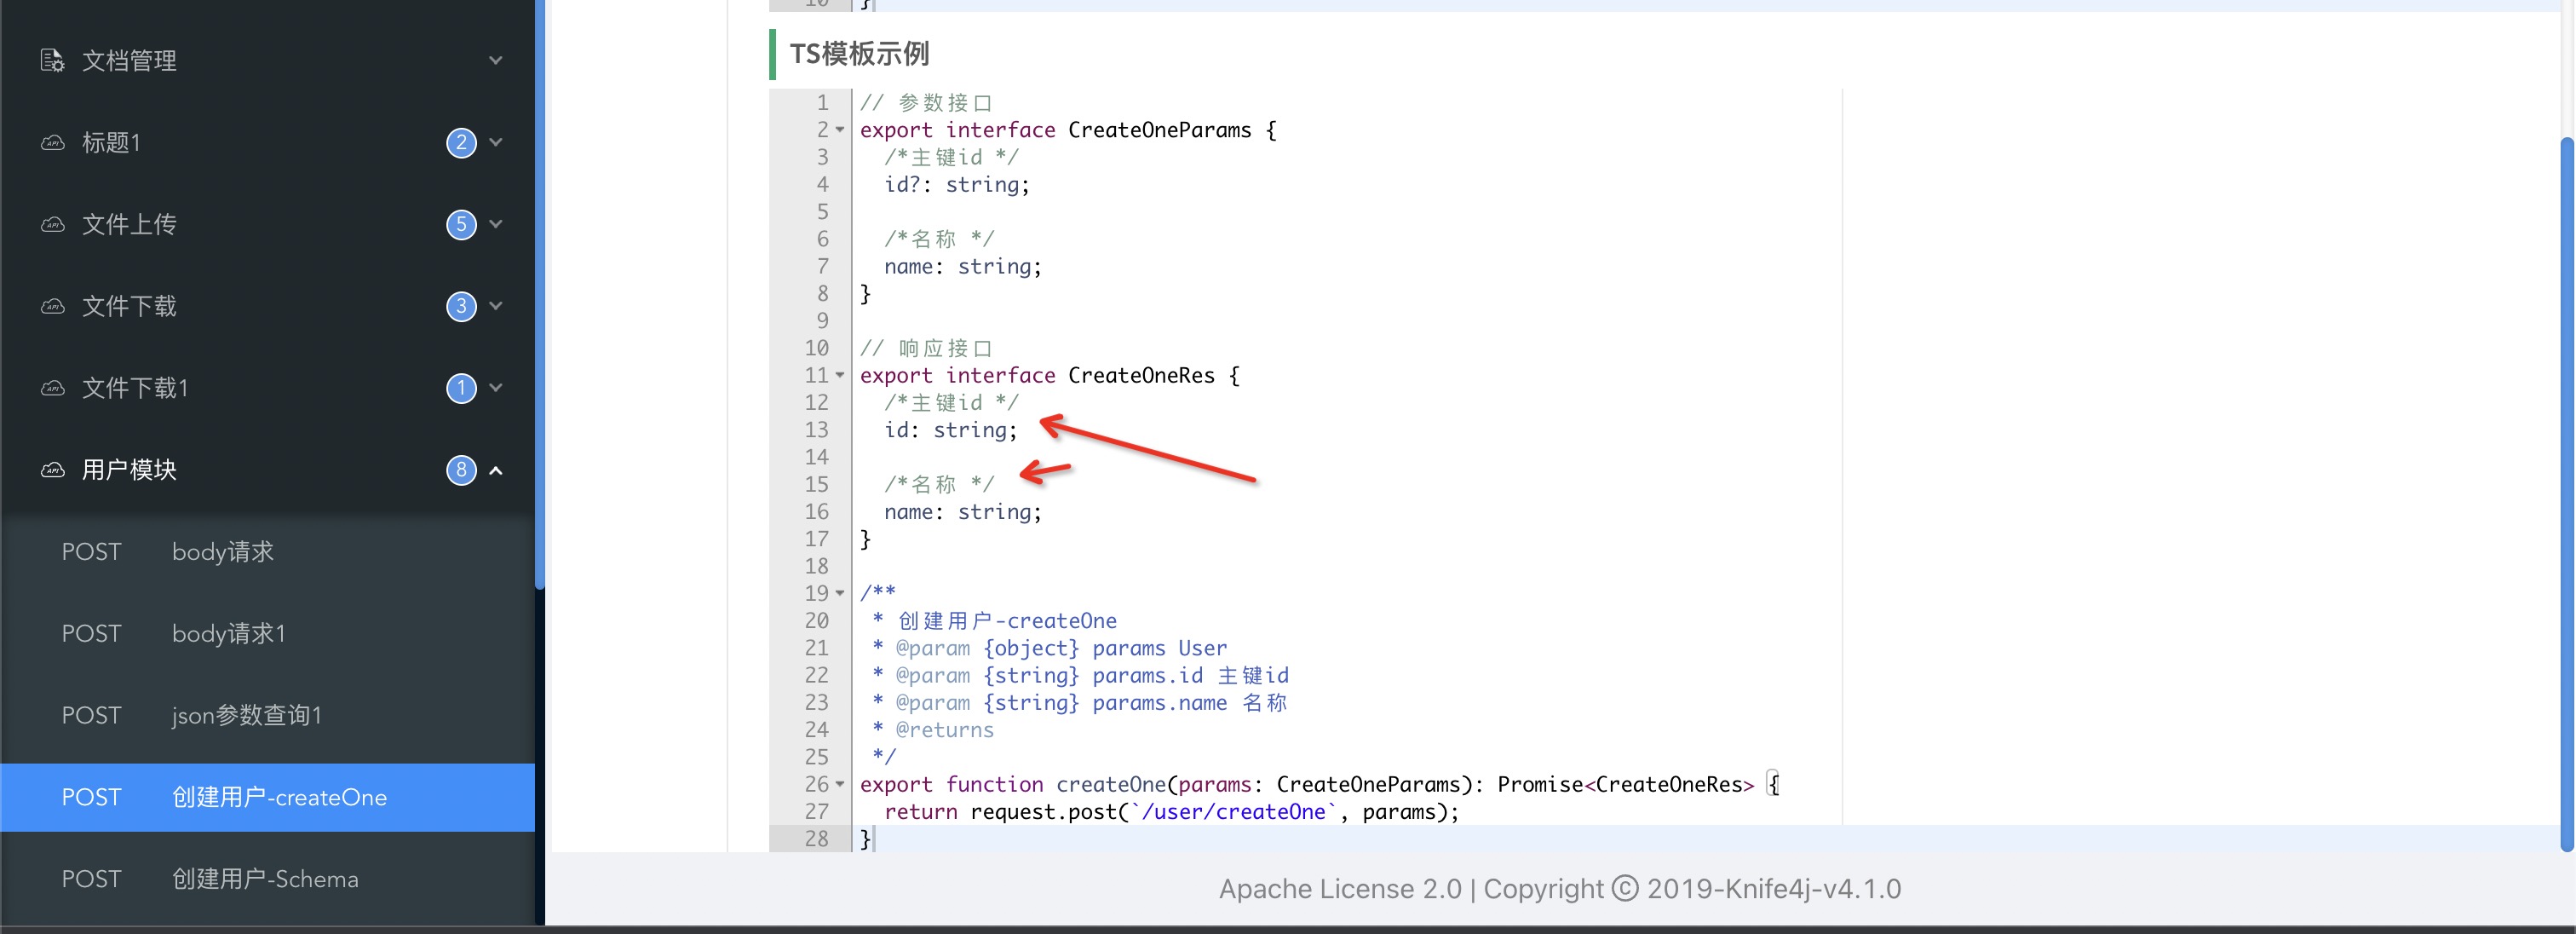 文档管理
标题1 2
文件上传 5
文件下载 3
文件下载1 1
用户模块 8
POST body请求
POST body请求1
POST json参数查询1
POST 创建用户-createOne
POST 创建用户-Schema
10 }
TS模板示例
1 // 参数接口
2 export interface CreateOneParams {
3 /*主键id */
4 id?: string;
5
6 /*名称 */
7 name: string;
8 }
9
10 // 响应接口
11 export interface CreateOneRes {
12 /*主键id */
13 id: string;
14
15 /*名称 */
16 name: string;
17 }
18
19 /**
20 * 创建用户-createOne
21 * @param {object} params User
22 * @param {string} params.id 主键id
23 * @param {string} params.name 名称
24 * @returns
25 */
26 export function createOne(params: CreateOneParams): Promise<CreateOneRes> {
27 return request.post(`/user/createOne`, params);
28 }
Apache License 2.0 | Copyright © 2019-Knife4j-v4.1.0